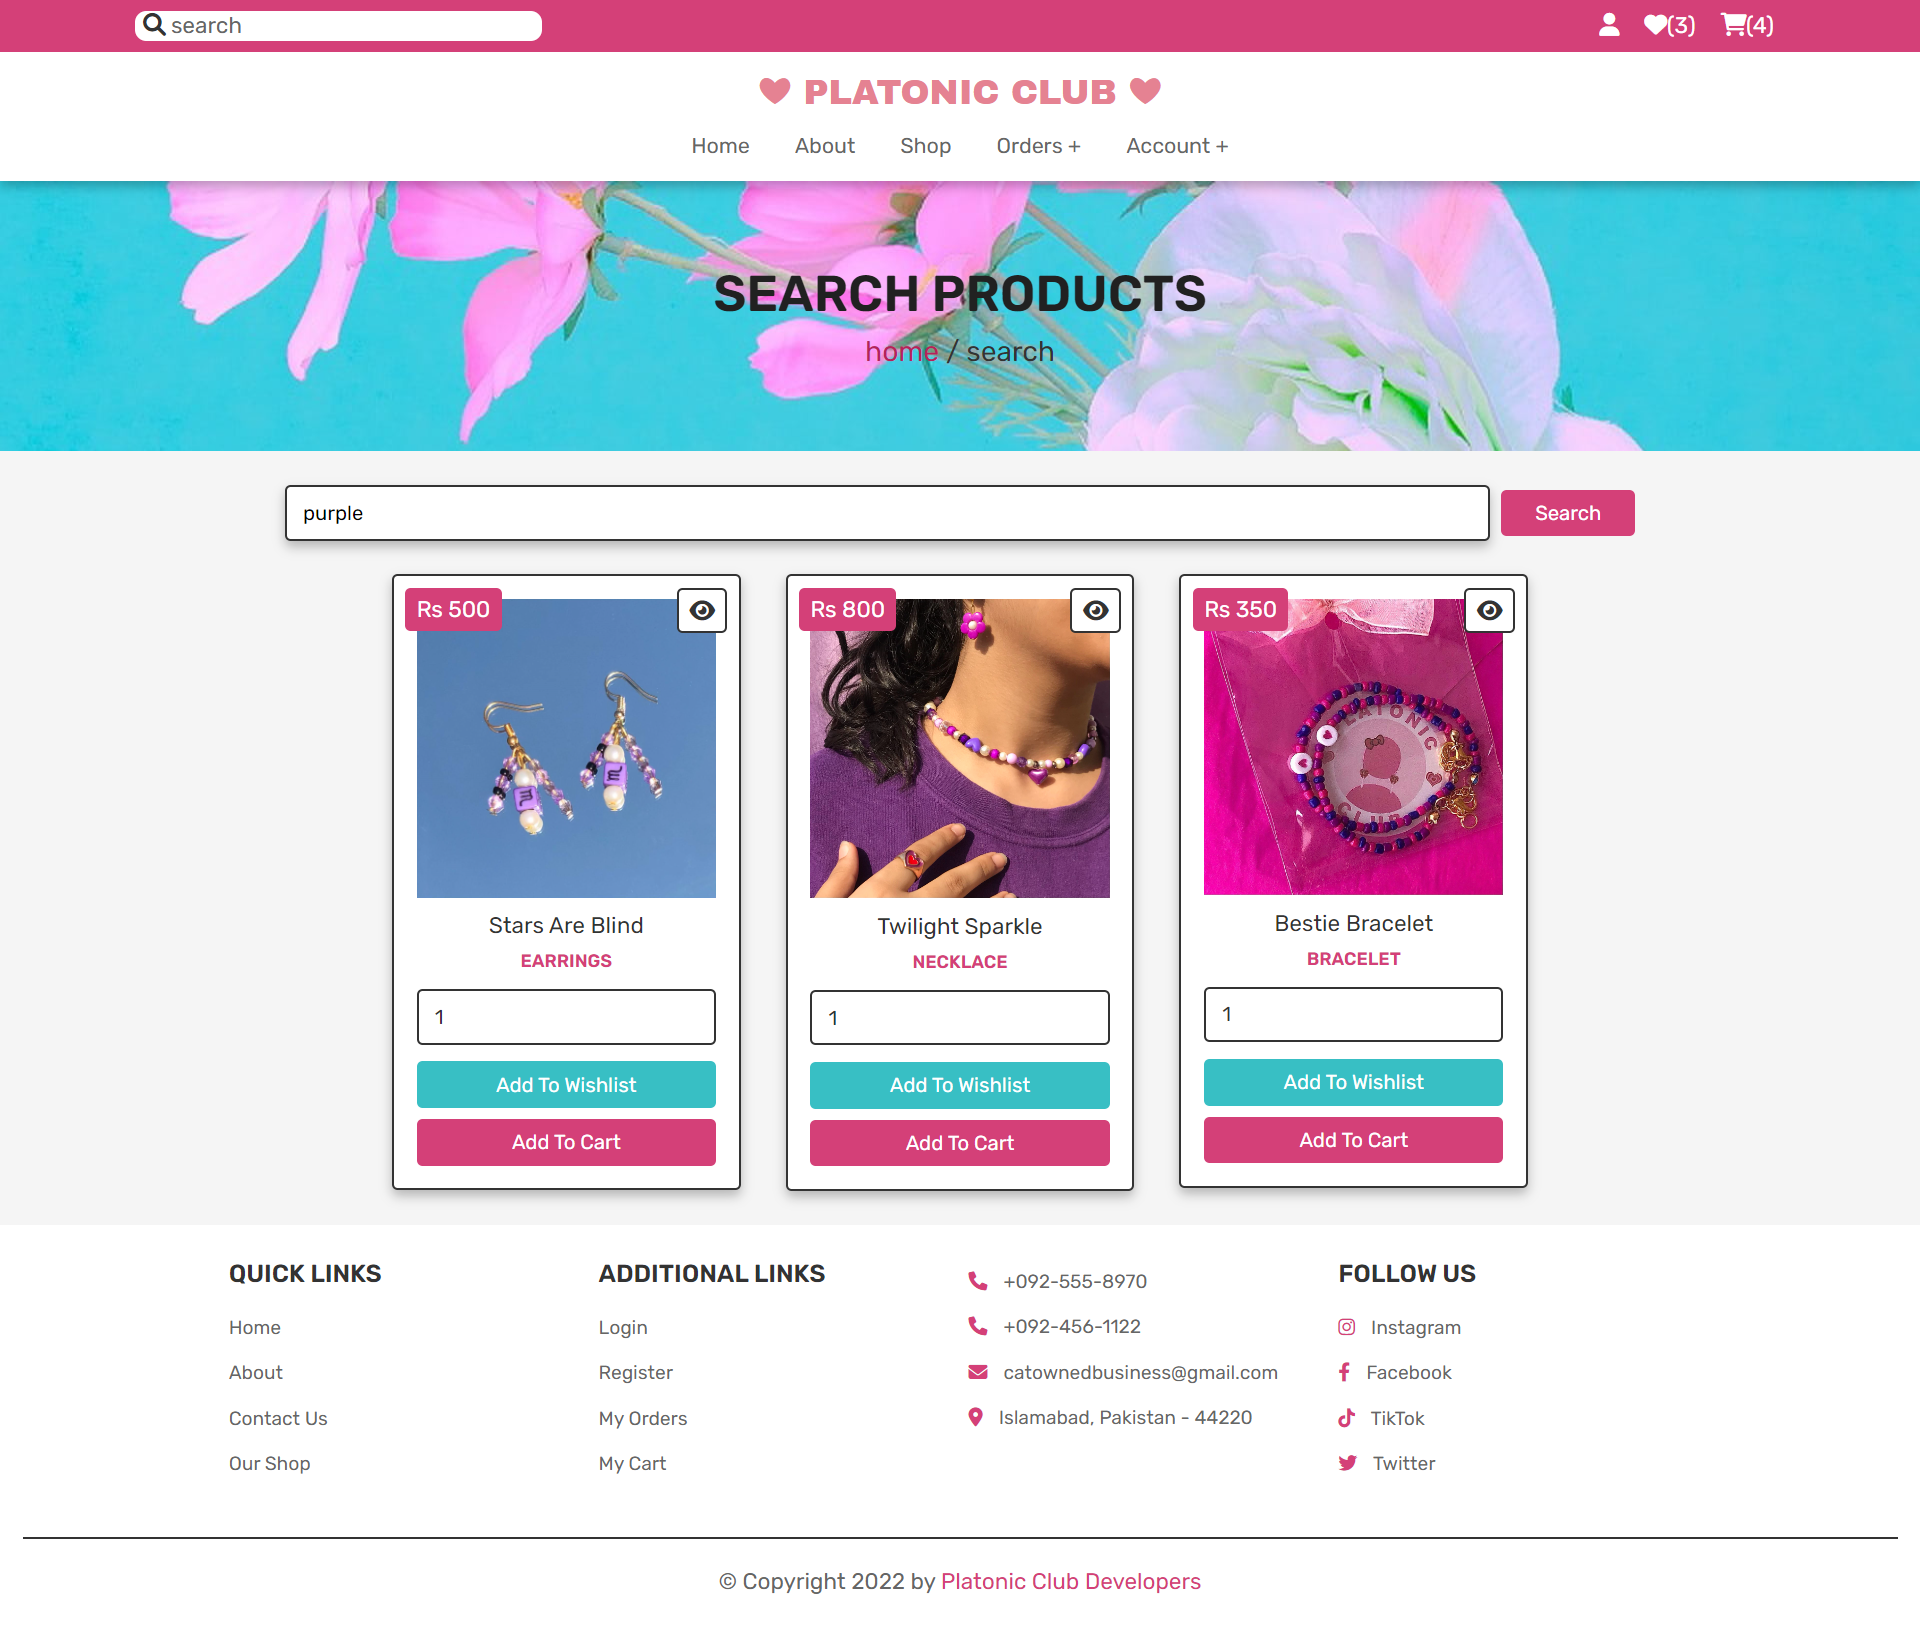 search
(3)
(4)
PLATONIC CLUB
Home About Shop Orders + Account +
SEARCH PRODUCTS
home / search
purple
Search
Rs 500
Rs 800
Rs 350
PLATONIC
CLUB
Stars Are Blind
EARRINGS
1
Add To Wishlist
Add To Cart
Twilight Sparkle
NECKLACE
1
Add To Wishlist
Add To Cart
Bestie Bracelet
BRACELET
1
Add To Wishlist
Add To Cart
QUICK LINKS
Home
About
Contact Us
Our Shop
ADDITIONAL LINKS
Login
Register
My Orders
My Cart
+092-555-8970
+092-456-1122
catownedbusiness@gmail.com
Islamabad, Pakistan - 44220
FOLLOW US
Instagram
Facebook
TikTok
Twitter
© Copyright 2022 by Platonic Club Developers